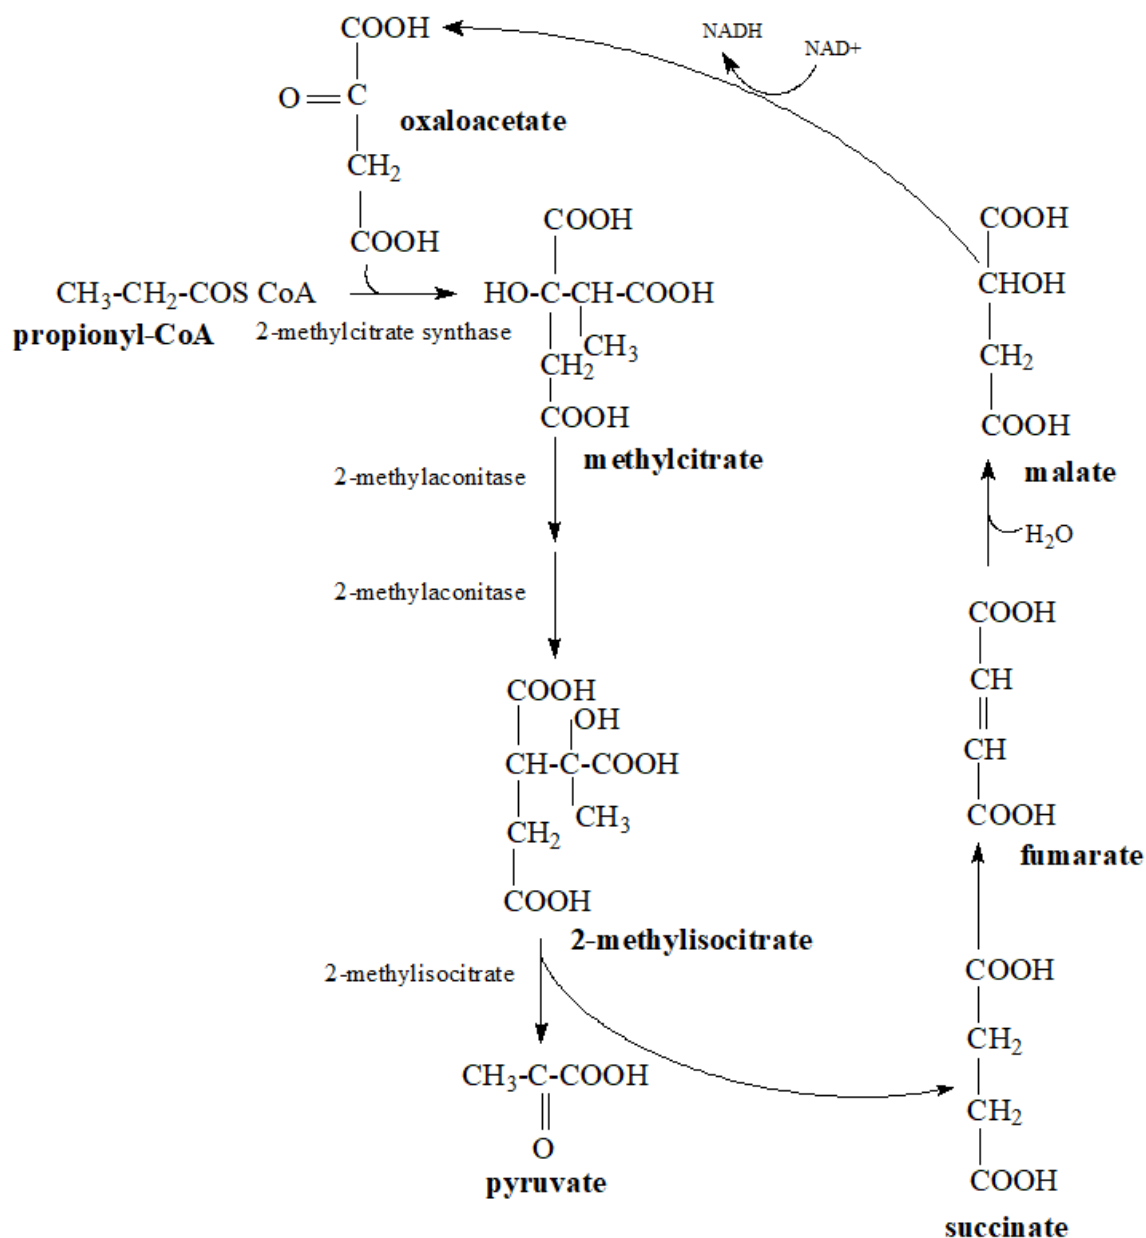 COOH
NADH
NAD+
O=C
oxaloacetate
CH2
COOH
CH3-CH2-COS CoA
propionyl-CoA
2-methylcitrate synthase
COOH
HO-C-CH-COOH
CH3
CH2
COOH
methylcitrate
2-methylaconitase
2-methylaconitase
COOH
OH
CH-C-COOH
CH3
CH2
COOH
2-methylisocitrate
2-methylisocitrate
CH3-C-COOH
O
pyruvate
COOH
CHOH
CH2
COOH
malate
H2O
COOH
CH
CH
COOH
fumarate
COOH
CH2
CH2
COOH
succinate